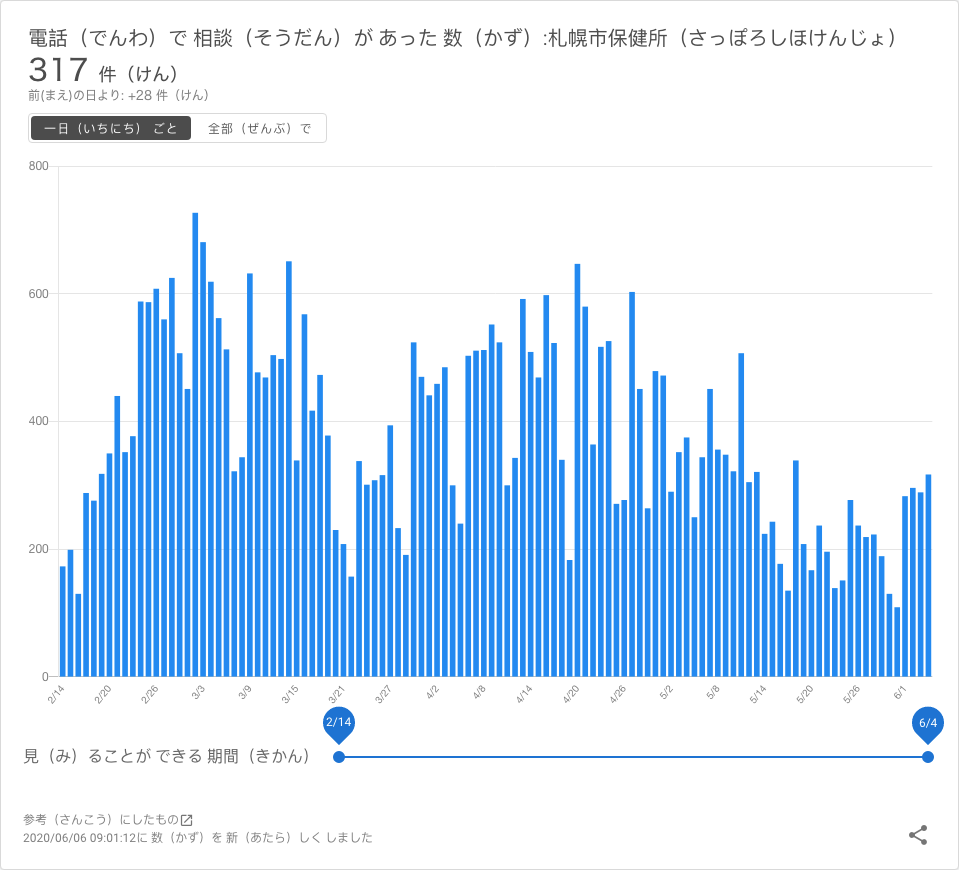 電話（でんわ）で 相談（そうだん）が あった 数（かず）:札幌市保健所（さっぽろしほけんじょ）
317 件（けん）
前(まえ)の日より: +28 件（けん）
一日（いちにち） ごと 全部（ぜんぶ）で
800
600
400
200
0
2/14 2/20 2/26 3/3 3/9 3/15 3/21 3/27 4/2 4/8 4/14 4/20 4/26 5/2 5/8 5/14 5/20 5/26 6/1
2/14 6/4
見（み）ることが できる 期間（きかん）
参考（さんこう）にしたもの
2020/06/06 09:01:12に 数（かず）を 新（あたら）しく しました